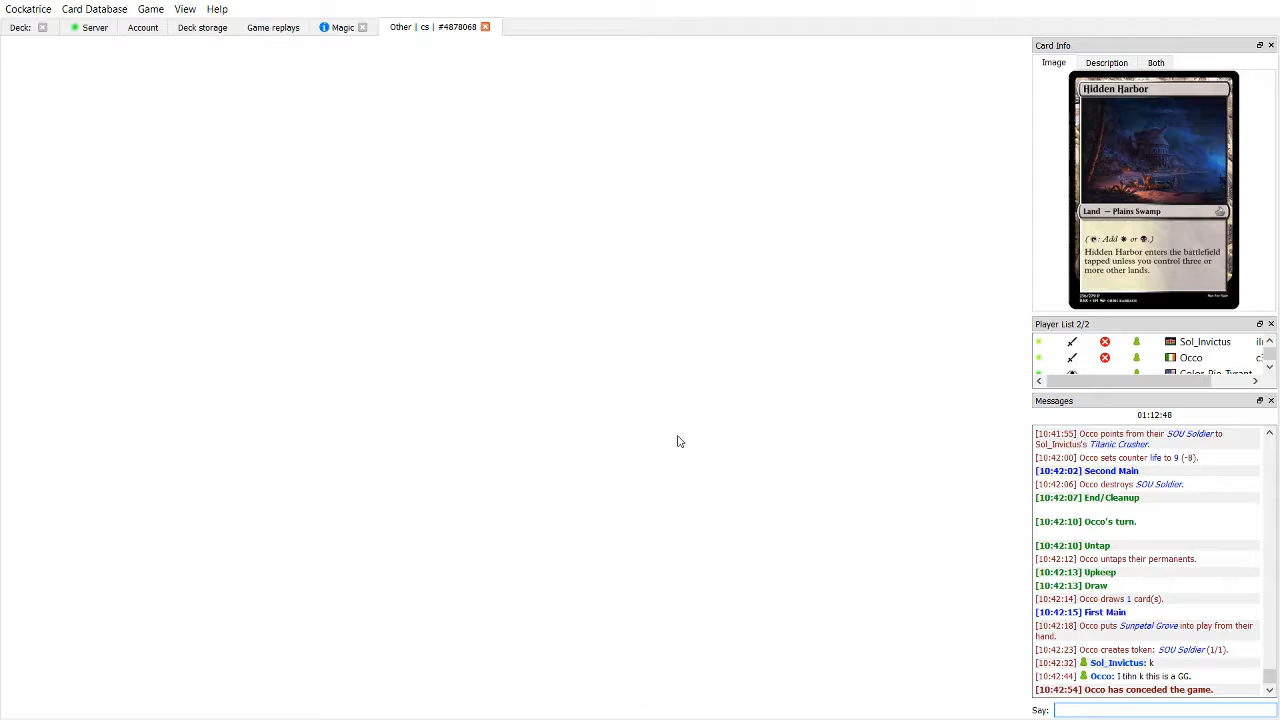 Cockatrice Card Database Game View Help
Deck: Server Account Deck storage Game replays Magic Other | cs | #4878068
Card Info
Image Description Both
Hidden Harbor
Land — Plains Swamp
( : Add or .)
Hidden Harbor enters the battlefield
tapped unless you control three or
more other lands.
Player List 2/2
Sol_Invictus
Occo
Color_Pie_Tyrant
Messages
01:12:48
[10:41:55] Occo points from their SOU Soldier to
Sol_Invictus's Titanic Crusher.
[10:42:00] Occo sets counter life to 9 (-8).
[10:42:02] Second Main
[10:42:06] Occo destroys SOU Soldier.
[10:42:07] End/Cleanup
[10:42:10] Occo's turn.
[10:42:10] Untap
[10:42:12] Occo untaps their permanents.
[10:42:13] Upkeep
[10:42:13] Draw
[10:42:14] Occo draws 1 card(s).
[10:42:15] First Main
[10:42:18] Occo puts Sunpetal Grove into play from their
hand.
[10:42:23] Occo creates token: SOU Soldier (1/1).
[10:42:32] Sol_Invictus: k
[10:42:44] Occo: I tihn k this is a GG.
[10:42:54] Occo has conceded the game.
Say: